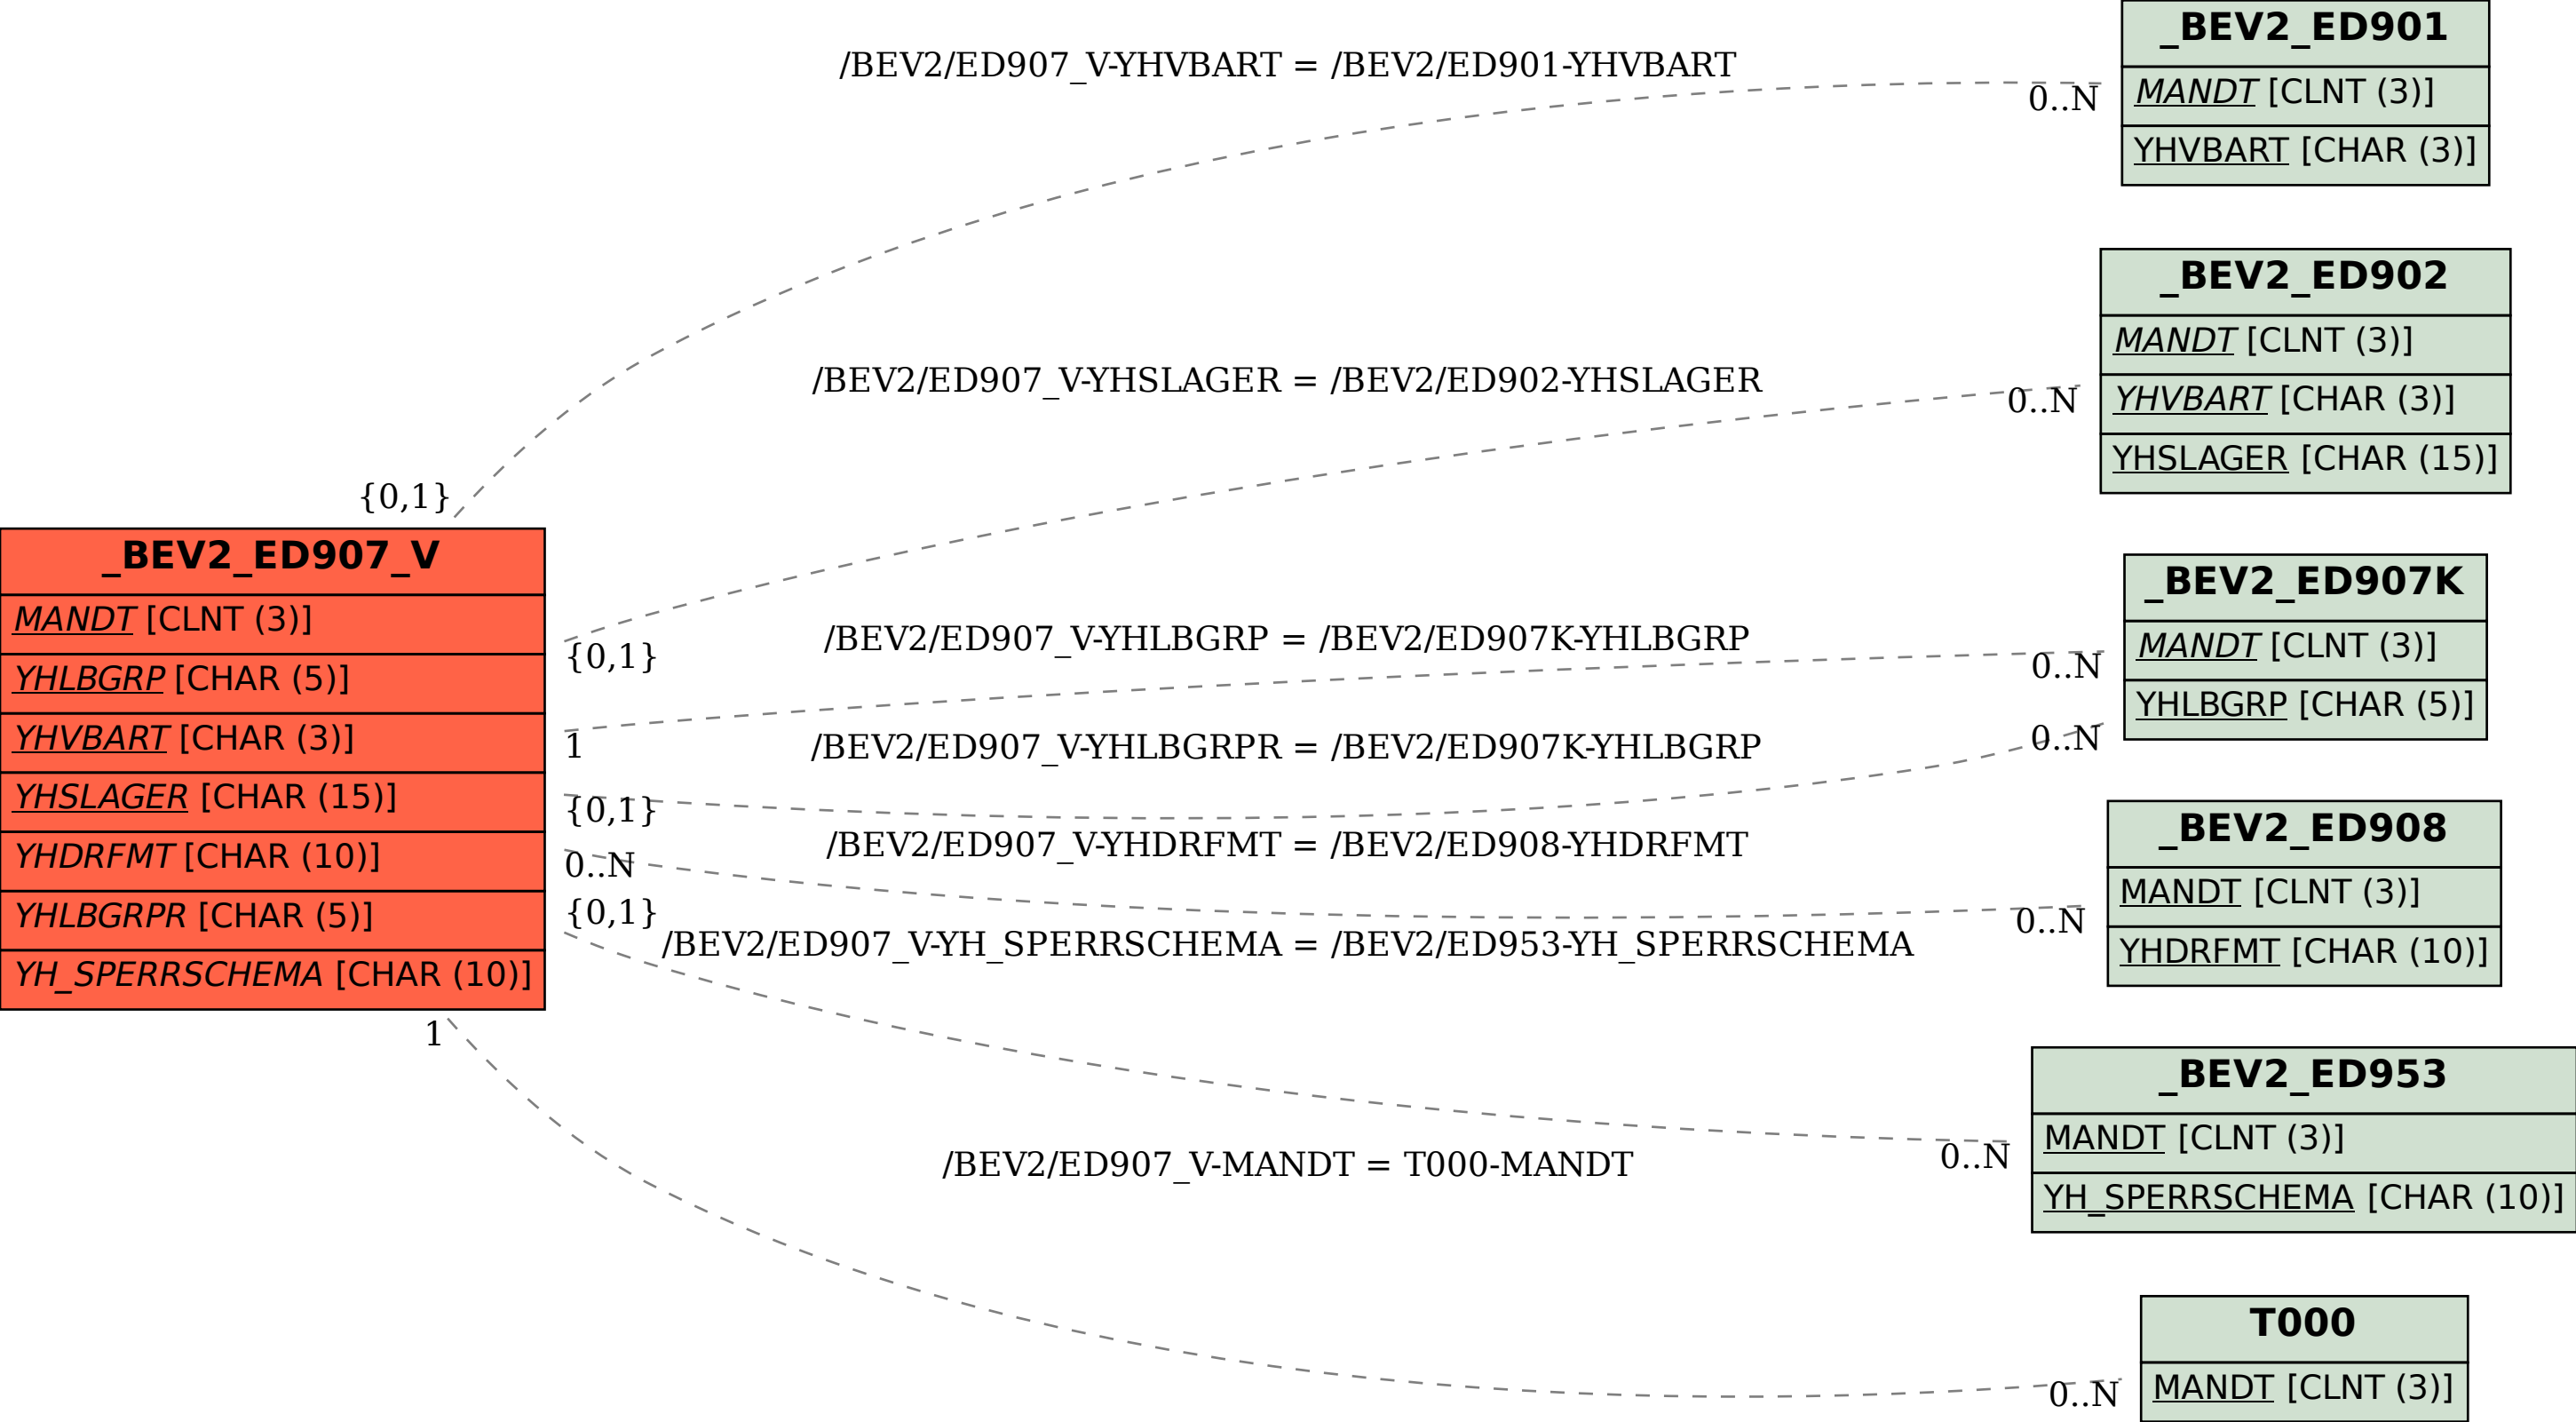 _BEV2_ED901
MANDT [CLNT (3)]
YHVBART [CHAR (3)]
/BEV2/ED907_V-YHVBART = /BEV2/ED901-YHVBART
0..N
{0,1}
_BEV2_ED902
MANDT [CLNT (3)]
YHVBART [CHAR (3)]
YHSLAGER [CHAR (15)]
/BEV2/ED907_V-YHSLAGER = /BEV2/ED902-YHSLAGER
0..N
{0,1}
_BEV2_ED907_V
MANDT [CLNT (3)]
YHLBGRP [CHAR (5)]
YHVBART [CHAR (3)]
YHSLAGER [CHAR (15)]
YHDRFMT [CHAR (10)]
YHLBGRPR [CHAR (5)]
YH_SPERRSCHEMA [CHAR (10)]
_BEV2_ED907K
MANDT [CLNT (3)]
YHLBGRP [CHAR (5)]
/BEV2/ED907_V-YHLBGRP = /BEV2/ED907K-YHLBGRP
0..N
1
/BEV2/ED907_V-YHLBGRPR = /BEV2/ED907K-YHLBGRP
0..N
{0,1}
_BEV2_ED908
MANDT [CLNT (3)]
YHDRFMT [CHAR (10)]
/BEV2/ED907_V-YHDRFMT = /BEV2/ED908-YHDRFMT
0..N
0..N
{0,1}
/BEV2/ED907_V-YH_SPERRSCHEMA = /BEV2/ED953-YH_SPERRSCHEMA
_BEV2_ED953
MANDT [CLNT (3)]
YH_SPERRSCHEMA [CHAR (10)]
0..N
1
/BEV2/ED907_V-MANDT = T000-MANDT
T000
MANDT [CLNT (3)]
0..N